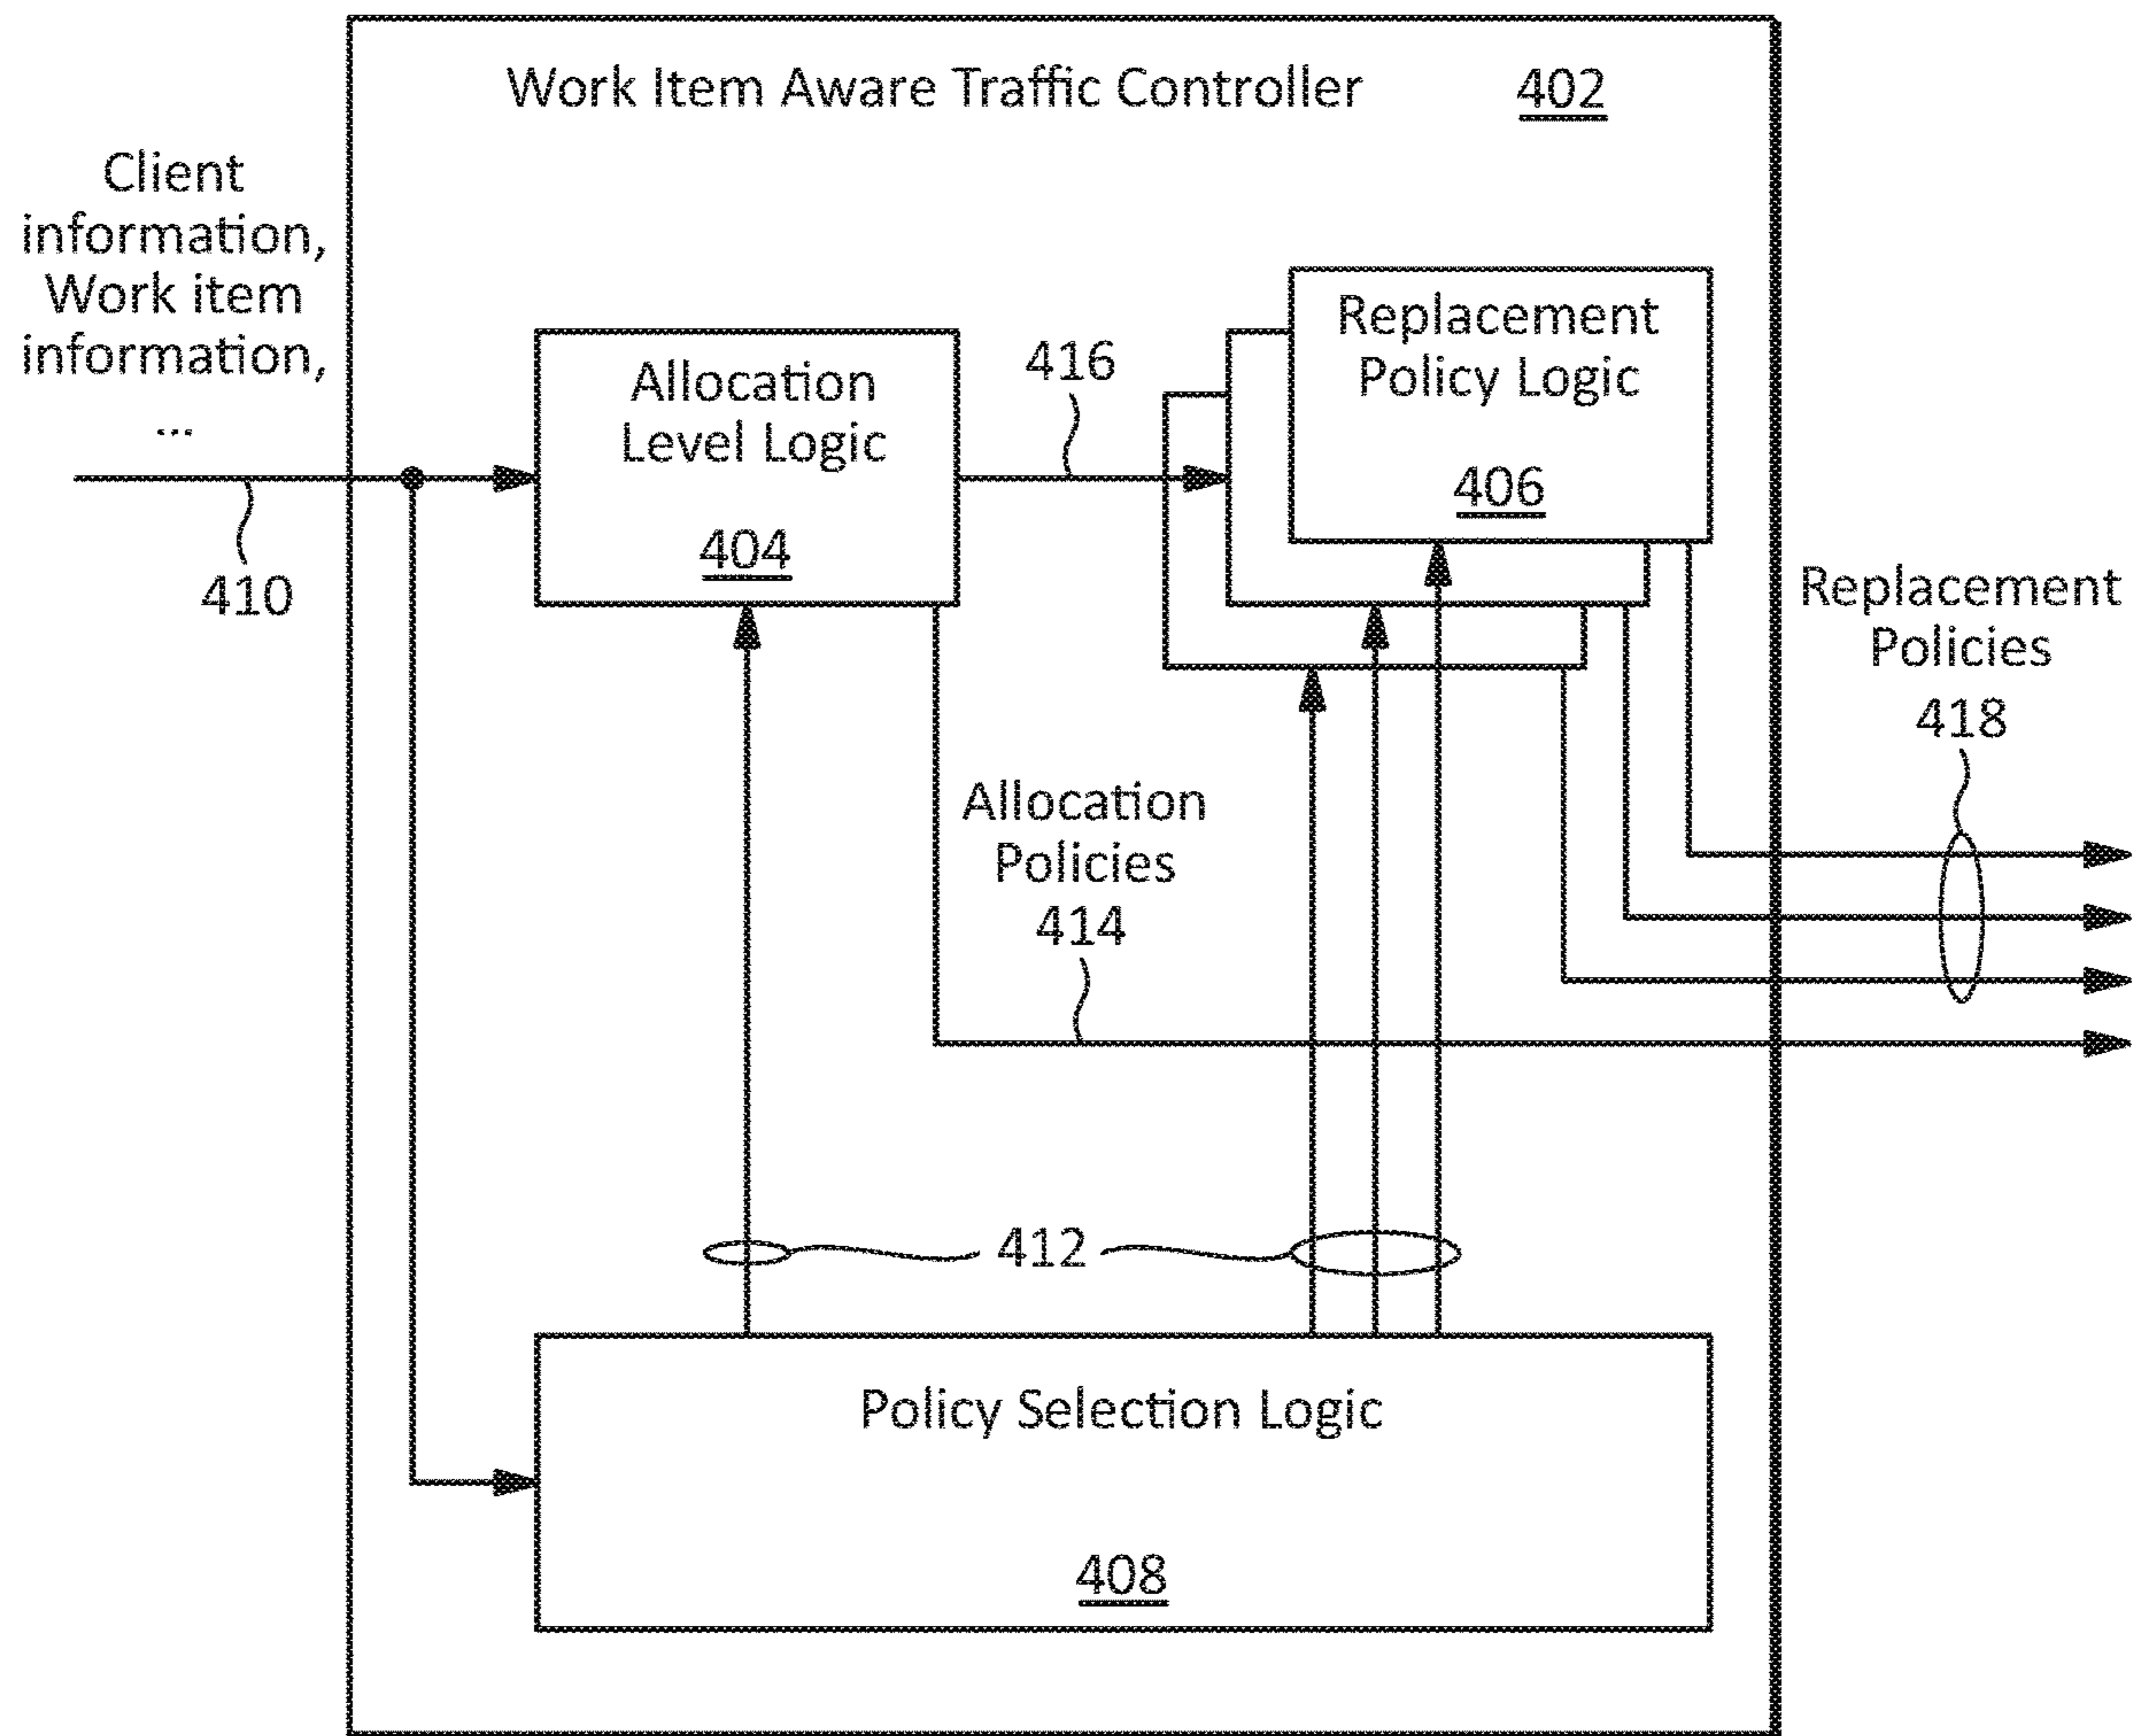 Work Item Aware Traffic Controller 402
Client
information,
Work item
information,
...
410
Allocation
Level Logic
404
416
Replacement
Policy Logic
406
Replacement
Policies
418
Allocation
Policies
414
412
Policy Selection Logic
408